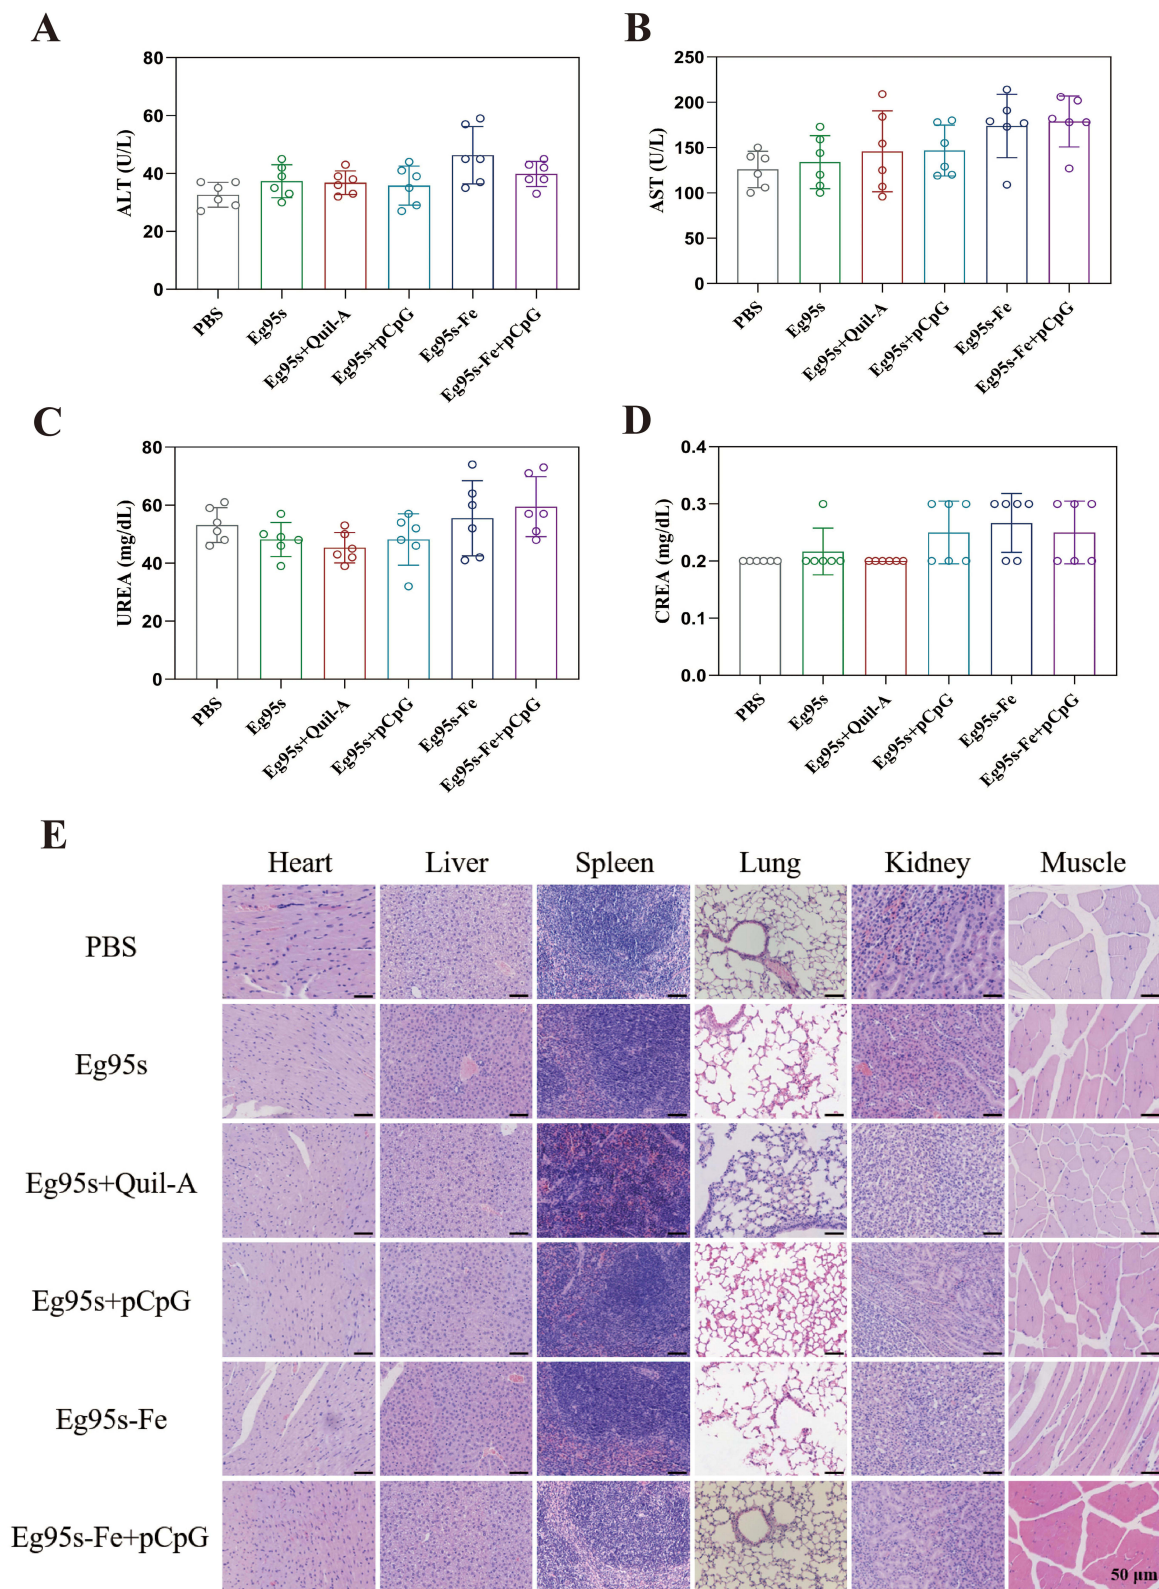 A
ALT (U/L)
80
60
40
20
0
PBS
Eg95s
Eg95s+Quil-A
Eg95s+pCpG
Eg95s-Fe
Eg95s-Fe+pCpG
B
AST (U/L)
250
200
150
100
50
0
PBS
Eg95s
Eg95s+Quil-A
Eg95s+pCpG
Eg95s-Fe
Eg95s-Fe+pCpG
C
UREA (mg/dL)
80
60
40
20
0
PBS
Eg95s
Eg95s+Quil-A
Eg95s+pCpG
Eg95s-Fe
Eg95s-Fe+pCpG
D
CREA (mg/dL)
0.4
0.3
0.2
0.1
0.0
PBS
Eg95s
Eg95s+Quil-A
Eg95s+pCpG
Eg95s-Fe
Eg95s-Fe+pCpG
E
Heart Liver Spleen Lung Kidney Muscle
PBS
Eg95s
Eg95s+Quil-A
Eg95s+pCpG
Eg95s-Fe
Eg95s-Fe+pCpG
50 μm